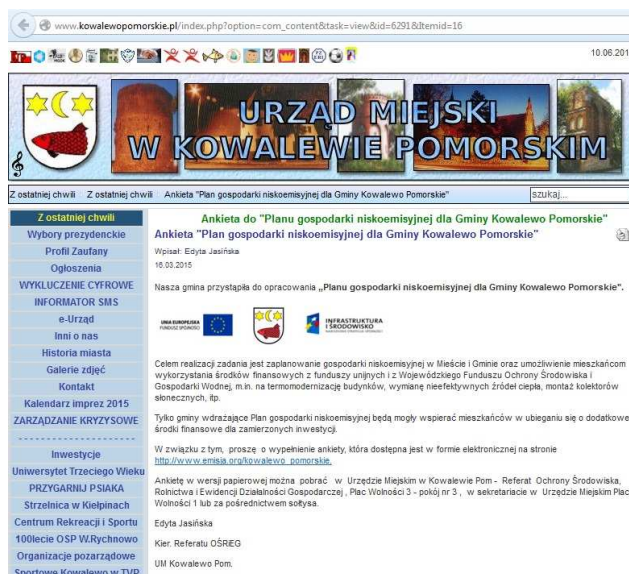 www.kowalewopomorskie.pl/index.php?option=com_content&task=view&id=6291&Itemid=16
10.06.201
URZĄD MIEJSKI
W KOWALEWIE POMORSKIM
Z ostatniej chwili Z ostatniej chwili Ankieta "Plan gospodarki niskoemisyjnej dla Gminy Kowalewo Pomorskie"
szukaj...
Z ostatniej chwili
Wybory prezydenckie
Profil Zaufany
Ogłoszenia
WYKLUCZENIE CYFROWE
INFORMATOR SMS
e-Urząd
Inni o nas
Historia miasta
Galerie zdjęć
Kontakt
Kalendarz imprez 2015
ZARZĄDZANIE KRYZYSOWE
- - - - - - - - - - - - - - - - - - - -
Inwestycje
Uniwersytet Trzeciego Wieku
PRZYGARNIJ PSIAKA
Strzelnica w Kiełpinach
Centrum Rekreacji i Sportu
100lecie OSP W.Rychnowo
Organizacje pozarządowe
Sportowe Kowalewo w TVP
Ankieta do "Planu gospodarki niskoemisyjnej dla Gminy Kowalewo Pomorskie"
Ankieta "Plan gospodarki niskoemisyjnej dla Gminy Kowalewo Pomorskie"
Wpisał: Edyta Jasińska
16.03.2015
Nasza gmina przystąpiła do opracowania „Planu gospodarki niskoemisyjnej dla Gminy Kowalewo Pomorskie".
UNIA EUROPEJSKA
FUNDUSZ SPÓJNOŚCI
INFRASTRUKTURA
I ŚRODOWISKO
Celem realizacji zadania jest zaplanowanie gospodarki niskoemisyjnej w Mieście i Gminie oraz umożliwienie mieszkańcom
wykorzystania środków finansowych z funduszy unijnych i z Wojewódzkiego Funduszu Ochrony Środowiska i
Gospodarki Wodnej, m.in. na termomodernizację budynków, wymianę nieefektywnych źródeł ciepła, montaż kolektorów
słonecznych, itp.
Tylko gminy wdrażające Plan gospodarki niskoemisyjnej będą mogły wspierać mieszkańców w ubieganiu się o dodatkowe
środki finansowe dla zamierzonych inwestycji.
W związku z tym, proszę o wypełnienie ankiety, która dostępna jest w formie elektronicznej na stronie
http://www.emisja.org/kowalewo_pomorskie.
Ankietę w wersji papierowej można pobrać w Urzędzie Miejskim w Kowalewie Pom - Referat Ochrony Środowiska,
Rolnictwa i Ewidencji Działalności Gospodarczej , Plac Wolności 3 - pokój nr 3 , w sekretariacie w Urzędzie Miejskim Plac
Wolności 1 lub za pośrednictwem sołtysa.
Edyta Jasińska
Kier. Referatu OŚRiEG
UM Kowalewo Pom.